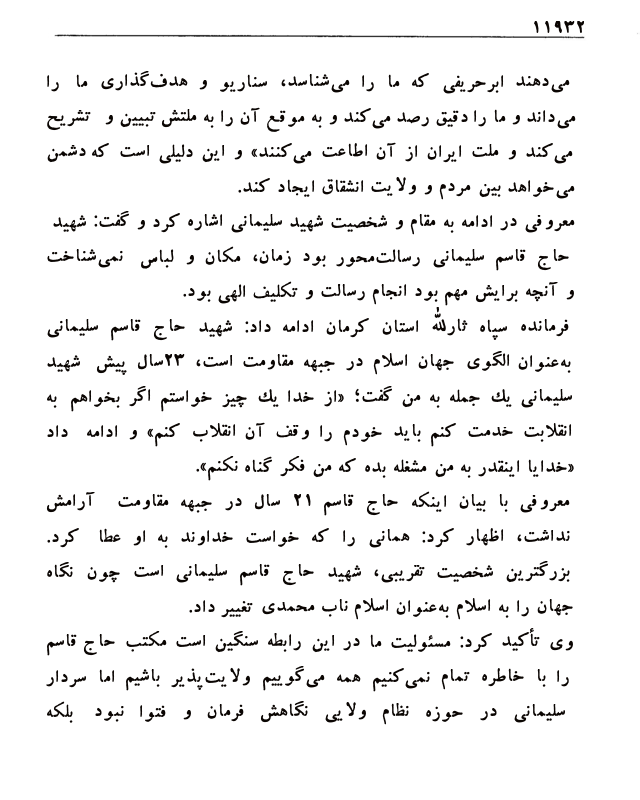 ۱۱۹۳۲
می‌دهند ابرحریفی که ما را می‌شناسد، سناریو و هدف‌گذاری ما را
می‌داند و ما را دقیق رصد می‌کند و به موقع آن را به ملتش تبیین و تشریح
می‌کند و ملت ایران از آن اطاعت می‌کنند» و این دلیلی است که دشمن
می‌خواهد بین مردم و ولایت انشقاق ایجاد کند.
معروفی در ادامه به مقام و شخصیت شهید سلیمانی اشاره کرد و گفت: شهید
حاج قاسم سلیمانی رسالت‌محور بود زمان، مکان و لباس نمی‌شناخت
و آنچه برایش مهم بود انجام رسالت و تکلیف الهی بود.
فرمانده سپاه ثارالله استان کرمان ادامه داد: شهید حاج قاسم سلیمانی
به‌عنوان الگوی جهان اسلام در جبهه مقاومت است، ۲۳سال پیش شهید
سلیمانی یك جمله به من گفت؛ «از خدا یك چیز خواستم اگر بخواهم به
انقلابت خدمت کنم باید خودم را وقف آن انقلاب کنم» و ادامه داد
«خدایا اینقدر به من مشغله بده که من فکر گناه نکنم».
معروفی با بیان اینکه حاج قاسم ۲۱ سال در جبهه مقاومت آرامش
نداشت، اظهار کرد: همانی را که خواست خداوند به او عطا کرد.
بزرگترین شخصیت تقریبی، شهید حاج قاسم سلیمانی است چون نگاه
جهان را به اسلام به‌عنوان اسلام ناب محمدی تغییر داد.
وی تأکید کرد: مسئولیت ما در این رابطه سنگین است مکتب حاج قاسم
را با خاطره تمام نمی‌کنیم همه می‌گوییم ولایت‌پذیر باشیم اما سردار
سلیمانی در حوزه نظام ولایی نگاهش فرمان و فتوا نبود بلکه